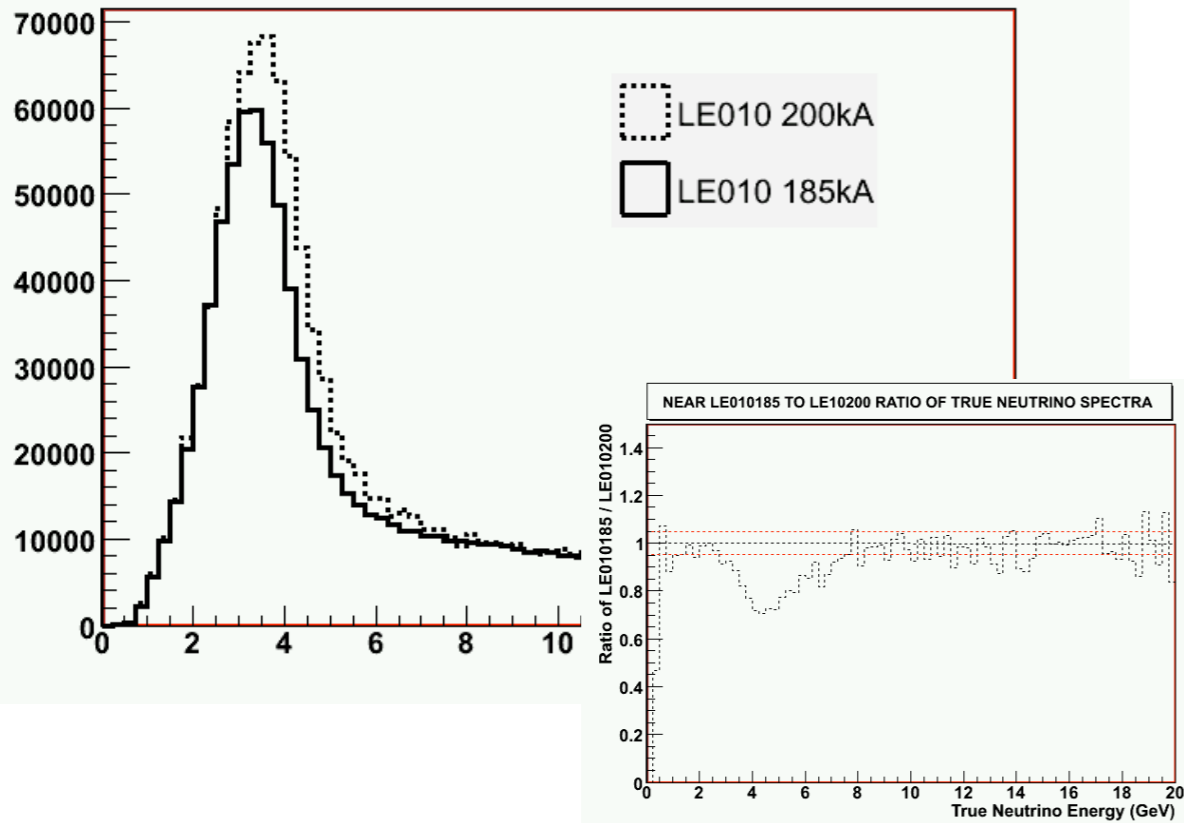 70000
60000
50000
40000
30000
20000
10000
0
0 2 4 6 8 10
LE010 200kA
LE010 185kA
NEAR LE010185 TO LE10200 RATIO OF TRUE NEUTRINO SPECTRA
Ratio of LE010185 / LE010200
1.4
1.2
1
0.8
0.6
0.4
0.2
0
0 2 4 6 8 10 12 14 16 18 20
True Neutrino Energy (GeV)